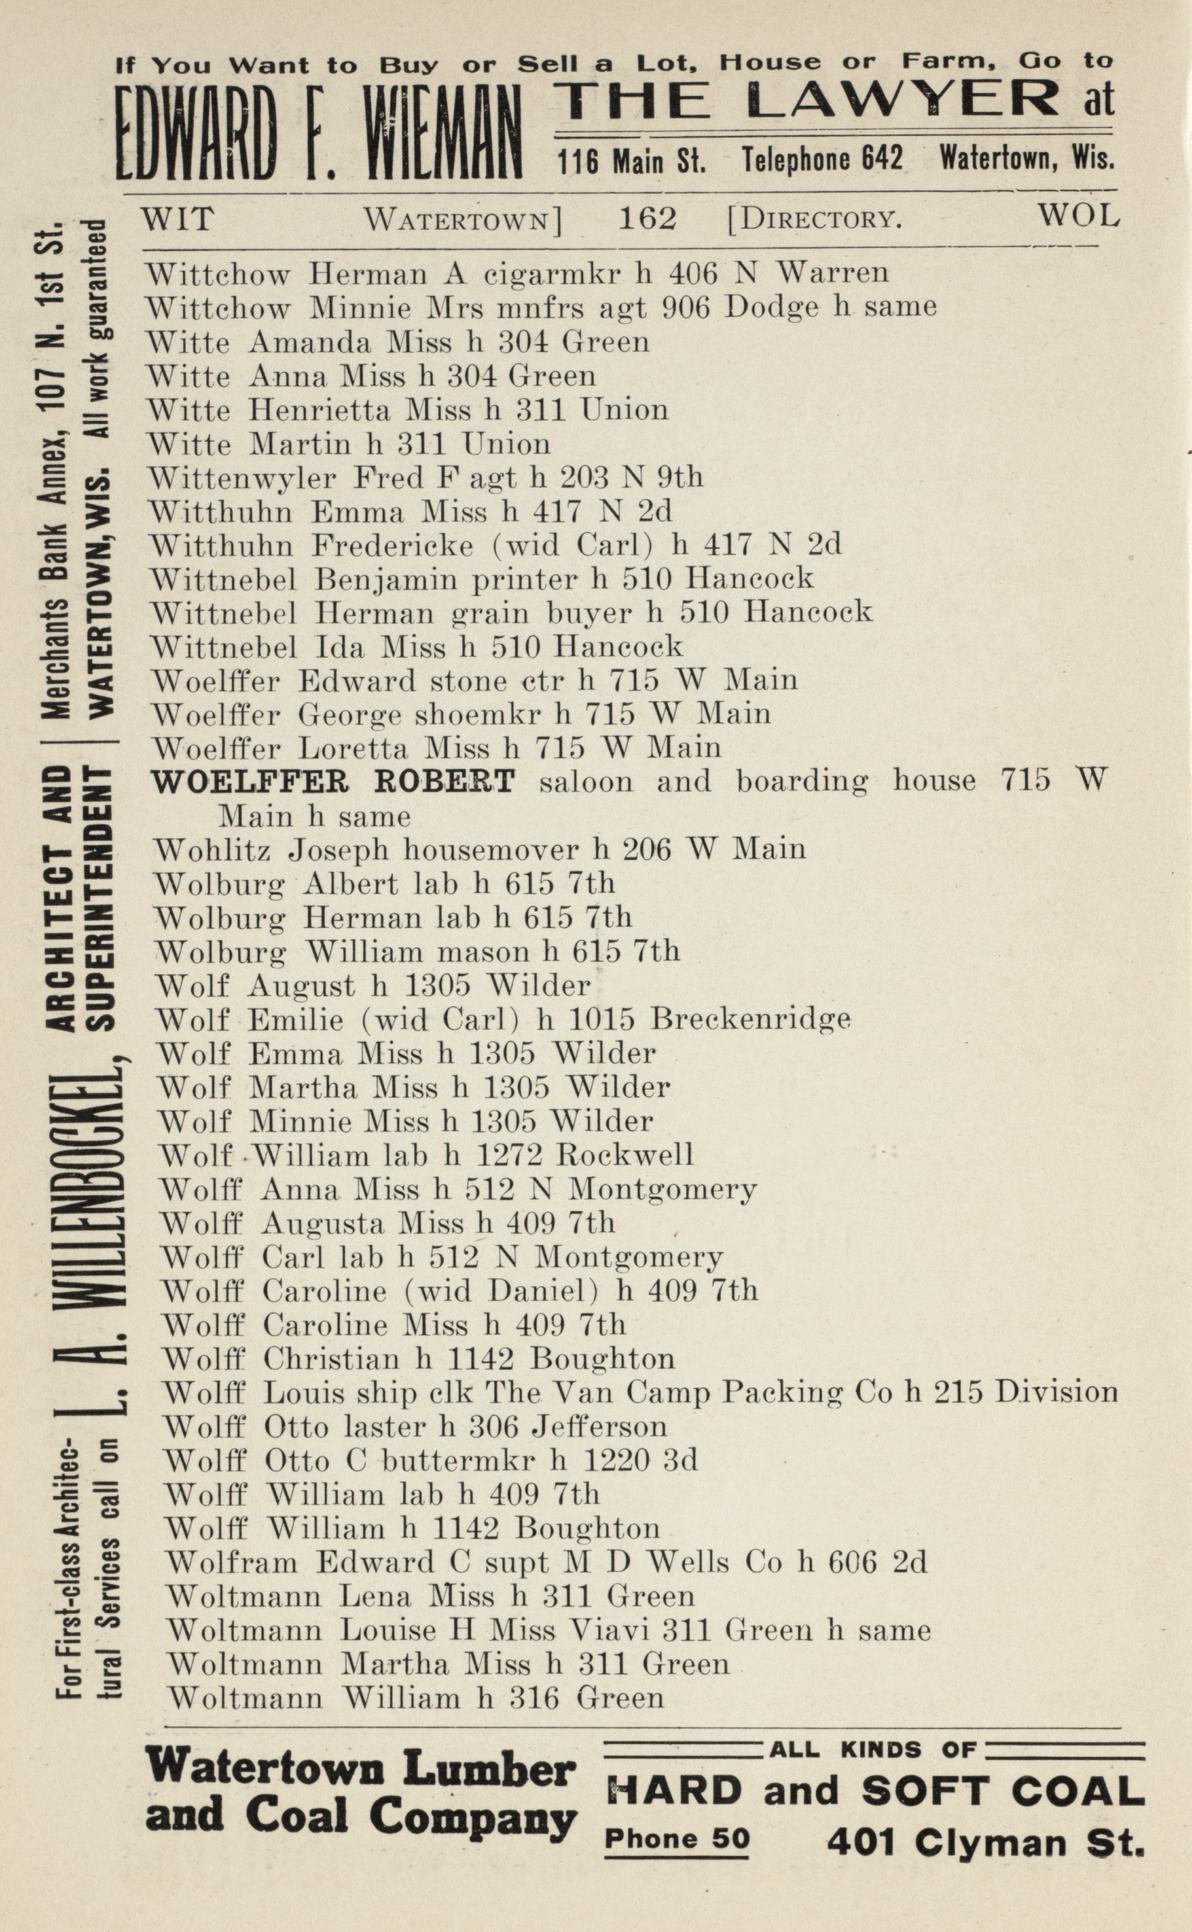 If You Want to Buy or Sell a Lot, House or Farm, Go to
EDWARD F. WIEMAN THE LAWYER at
116 Main St. Telephone 642 Watertown, Wis.
WIT WATERTOWN] 162 [DIRECTORY. WOL
Wittchow Herman A cigarmkr h 406 N Warren
Wittchow Minnie Mrs mnfrs agt 906 Dodge h same
Witte Amanda Miss h 304 Green
Witte Anna Miss h 304 Green
Witte Henrietta Miss h 311 Union
Witte Martin h 311 Union
Wittenwyler Fred F agt h 203 N 9th
Witthuhn Emma Miss h 417 N 2d
Witthuhn Fredericke (wid Carl) h 417 N 2d
Wittnebel Benjamin printer h 510 Hancock
Wittnebel Herman grain buyer h 510 Hancock
Wittnebel Ida Miss h 510 Hancock
Woelffer Edward stone ctr h 715 W Main
Woelffer George shoemkr h 715 W Main
Woelffer Loretta Miss h 715 W Main
WOELFFER ROBERT saloon and boarding house 715 W
Main h same
Wohlitz Joseph housemover h 206 W Main
Wolburg Albert lab h 615 7th
Wolburg Herman lab h 615 7th
Wolburg William mason h 615 7th
Wolf August h 1305 Wilder
Wolf Emilie (wid Carl) h 1015 Breckenridge
Wolf Emma Miss h 1305 Wilder
Wolf Martha Miss h 1305 Wilder
Wolf Minnie Miss h 1305 Wilder
Wolf William lab h 1272 Rockwell
Wolff Anna Miss h 512 N Montgomery
Wolff Augusta Miss h 409 7th
Wolff Carl lab h 512 N Montgomery
Wolff Caroline (wid Daniel) h 409 7th
Wolff Caroline Miss h 409 7th
Wolff Christian h 1142 Boughton
Wolff Louis ship clk The Van Camp Packing Co h 215 Division
Wolff Otto laster h 306 Jefferson
Wolff Otto C buttermkr h 1220 3d
Wolff William lab h 409 7th
Wolff William h 1142 Boughton
Wolfram Edward C supt M D Wells Co h 606 2d
Woltmann Lena Miss h 311 Green
Woltmann Louise H Miss Viavi 311 Green h same
Woltmann Martha Miss h 311 Green
Woltmann William h 316 Green
For First-class Architec-
tural Services call on
L. A. WILLENBOCKEL,
ARCHITECT AND
SUPERINTENDENT
Merchants Bank Annex, 107 N. 1st St.
WATERTOWN, WIS. All work guaranteed
Watertown Lumber
and Coal Company
ALL KINDS OF
HARD and SOFT COAL
Phone 50 401 Clyman St.